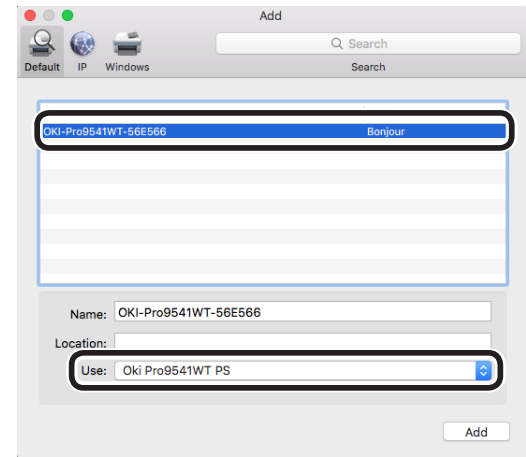 Add
Search
Default IP Windows Search
OKI-Pro9541WT-56E566 Bonjour
Name: OKI-Pro9541WT-56E566
Location:
Use: Oki Pro9541WT PS
Add